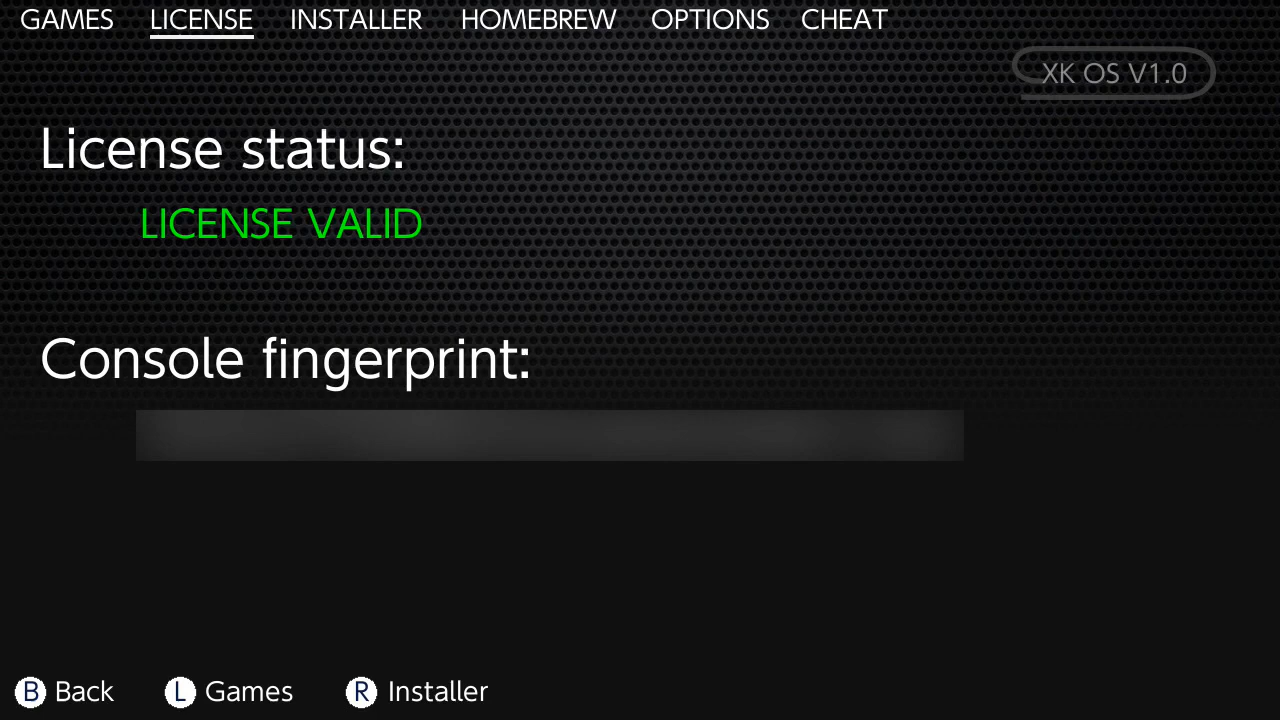 GAMES LICENSE INSTALLER HOMEBREW OPTIONS CHEAT
XK OS V1.0
License status:
LICENSE VALID
Console fingerprint:
B Back L Games R Installer